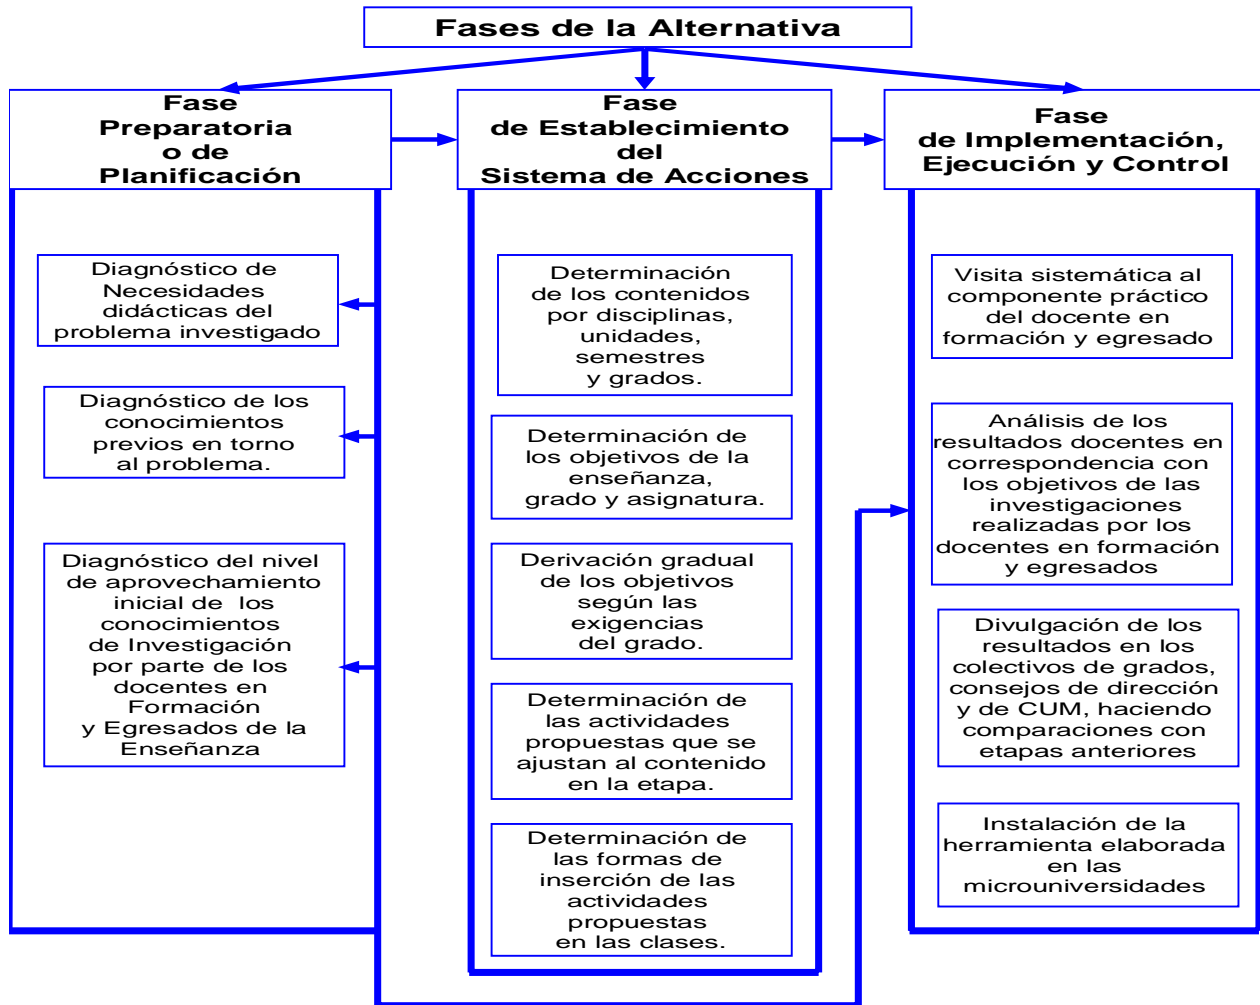 Fases de la Alternativa
Fase
Preparatoria
o de
Planificación
Fase
de Establecimiento
del
Sistema de Acciones
Fase
de Implementación,
Ejecución y Control
Diagnóstico de
Necesidades
didácticas del
problema investigado
Diagnóstico de los
conocimientos
previos en torno
al problema.
Diagnóstico del nivel
de aprovechamiento
inicial de los
conocimientos
de Investigación
por parte de los
docentes en
Formación
y Egresados de la
Enseñanza
Determinación
de los contenidos
por disciplinas,
unidades,
semestres
y grados.
Determinación de
los objetivos de la
enseñanza,
grado y asignatura.
Derivación gradual
de los objetivos
según las
exigencias
del grado.
Determinación de
las actividades
propuestas que se
ajustan al contenido
en la etapa.
Determinación de
las formas de
inserción de las
actividades
propuestas
en las clases.
Visita sistemática al
componente práctico
del docente en
formación y egresado
Análisis de los
resultados docentes en
correspondencia con
los objetivos de las
investigaciones
realizadas por los
docentes en formación
y egresados
Divulgación de los
resultados en los
colectivos de grados,
consejos de dirección
y de CUM, haciendo
comparaciones con
etapas anteriores
Instalación de la
herramienta elaborada
en las
microuniversidades